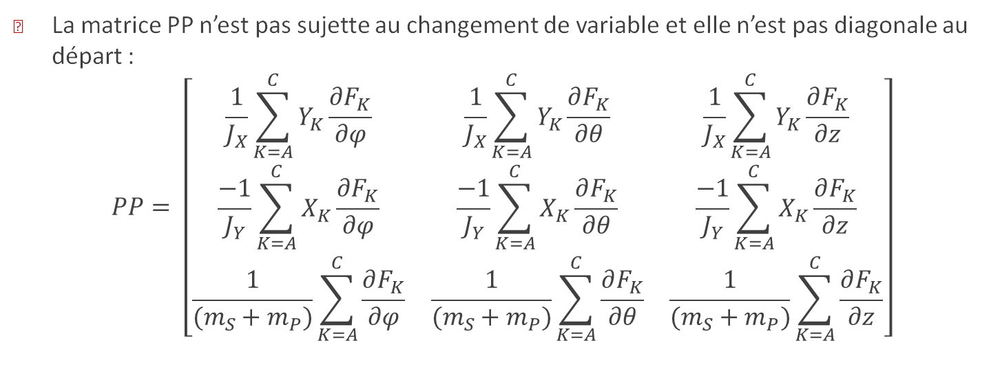 La matrice PP n’est pas sujette au changement de variable et elle n’est pas diagonale au
départ :
$$PP = \begin{bmatrix} \frac{1}{J_X} \sum_{K=A}^{C} Y_K \frac{\partial F_K}{\partial \varphi} & \frac{1}{J_X} \sum_{K=A}^{C} Y_K \frac{\partial F_K}{\partial \theta} & \frac{1}{J_X} \sum_{K=A}^{C} Y_K \frac{\partial F_K}{\partial z} \\ \frac{-1}{J_Y} \sum_{K=A}^{C} X_K \frac{\partial F_K}{\partial \varphi} & \frac{-1}{J_Y} \sum_{K=A}^{C} X_K \frac{\partial F_K}{\partial \theta} & \frac{-1}{J_Y} \sum_{K=A}^{C} X_K \frac{\partial F_K}{\partial z} \\ \frac{1}{(m_S + m_P)} \sum_{K=A}^{C} \frac{\partial F_K}{\partial \varphi} & \frac{1}{(m_S + m_P)} \sum_{K=A}^{C} \frac{\partial F_K}{\partial \theta} & \frac{1}{(m_S + m_P)} \sum_{K=A}^{C} \frac{\partial F_K}{\partial z} \end{bmatrix}$$